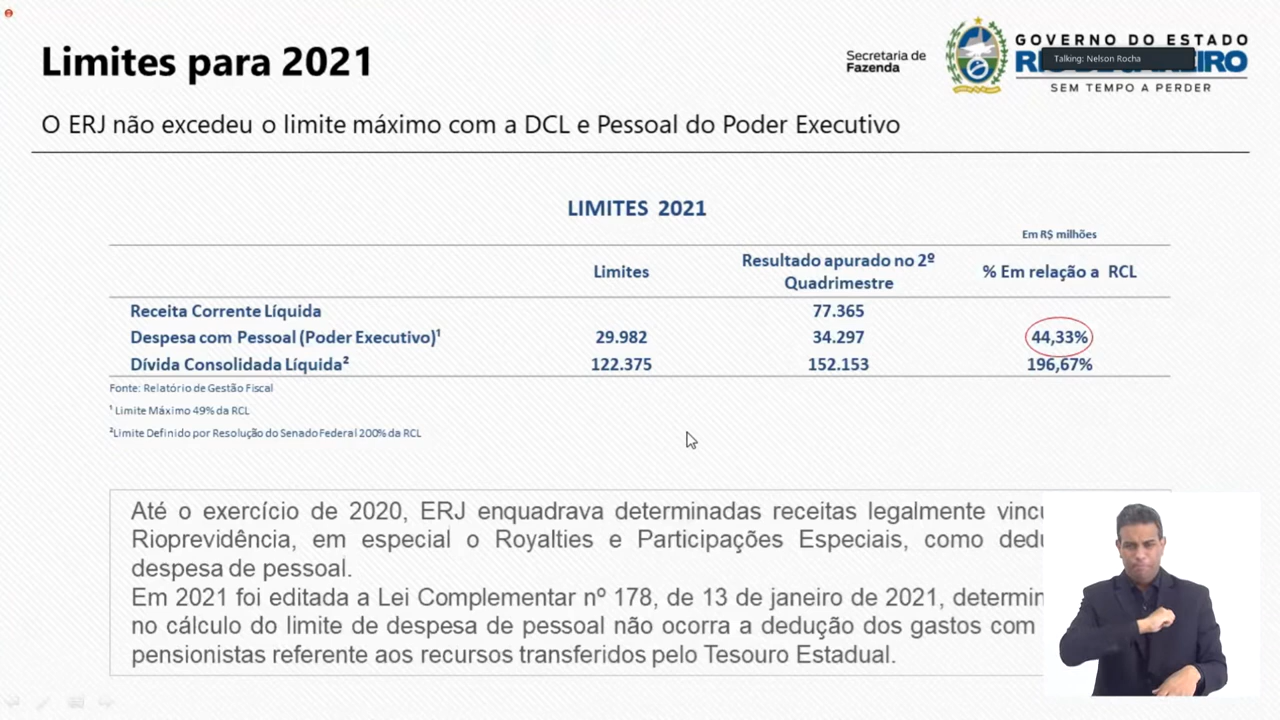 Limites para 2021
Secretaria de
Fazenda
GOVERNO DO ESTADO
Talking: Nelson Rocha
SEM TEMPO A PERDER
O ERJ não excedeu o limite máximo com a DCL e Pessoal do Poder Executivo
LIMITES 2021
Em R$ milhões
Limites Resultado apurado no 2º Quadrimestre % Em relação a RCL
Receita Corrente Líquida 77.365
Despesa com Pessoal (Poder Executivo)¹ 29.982 34.297 44,33%
Dívida Consolidada Líquida² 122.375 152.153 196,67%
Fonte: Relatório de Gestão Fiscal
¹ Limite Máximo 49% da RCL
²Limite Definido por Resolução do Senado Federal 200% da RCL
Até o exercício de 2020, ERJ enquadrava determinadas receitas legalmente
Rioprevidência, em especial o Royalties e Participações Especiais, como
despesa de pessoal.
Em 2021 foi editada a Lei Complementar nº 178, de 13 de janeiro de 2021,
no cálculo do limite de despesa de pessoal não ocorra a dedução dos gastos com
pensionistas referente aos recursos transferidos pelo Tesouro Estadual.